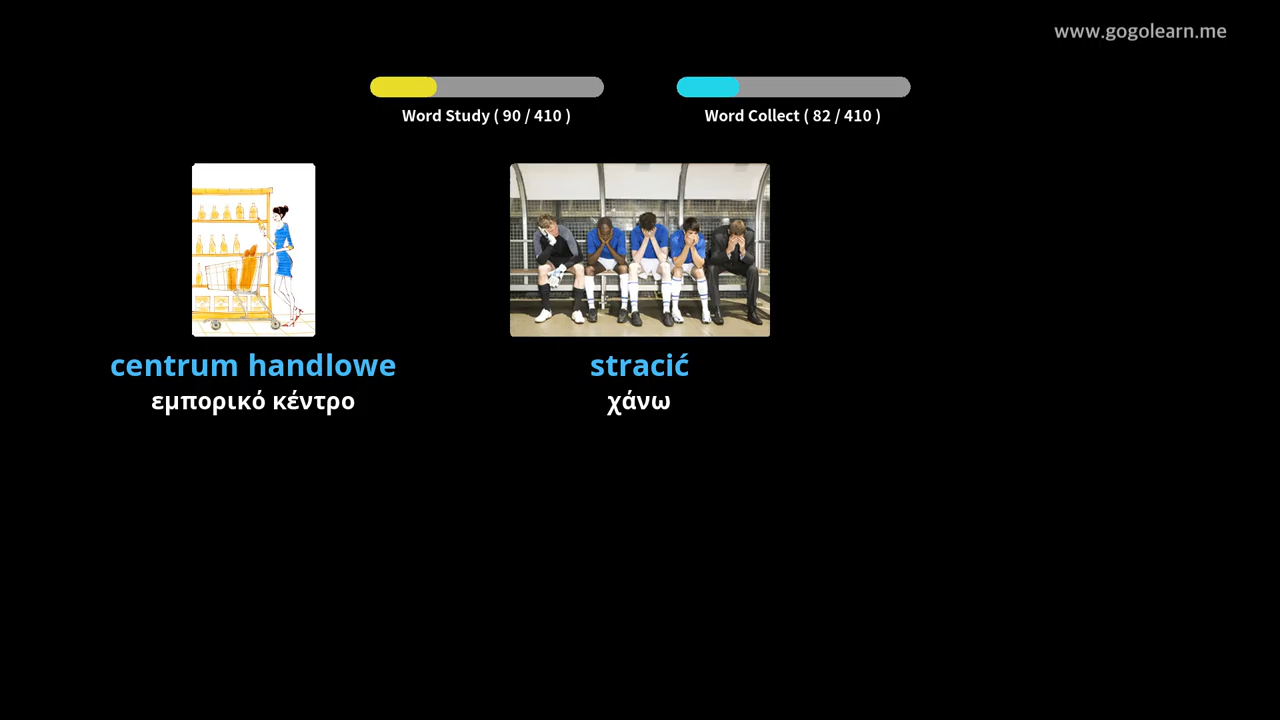 www.gogolearn.me
Word Study ( 90 / 410 )
Word Collect ( 82 / 410 )
centrum handlowe
εμπορικό κέντρο
stracić
χάνω